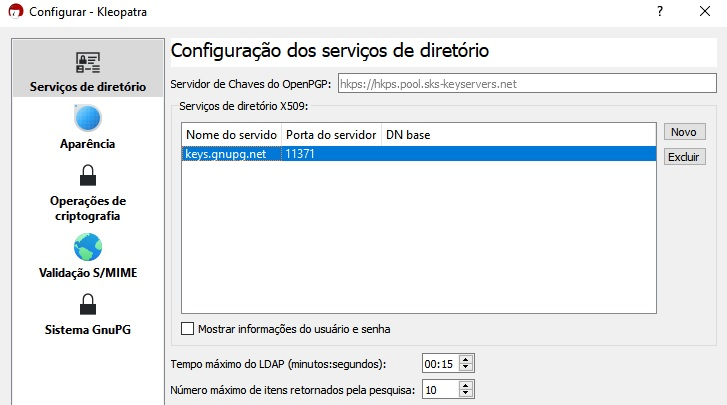 Configurar - Kleopatra
?
Serviços de diretório
Aparência
Operações de
criptografia
Validação S/MIME
Sistema GnuPG
Configuração dos serviços de diretório
Servidor de Chaves do OpenPGP: hkps://hkps.pool.sks-keyservers.net
Serviços de diretório X509:
Nome do servido Porta do servidor DN base
keys.gnupg.net 11371
Novo
Excluir
Mostrar informações do usuário e senha
Tempo máximo do LDAP (minutos:segundos): 00:15
Número máximo de itens retornados pela pesquisa: 10